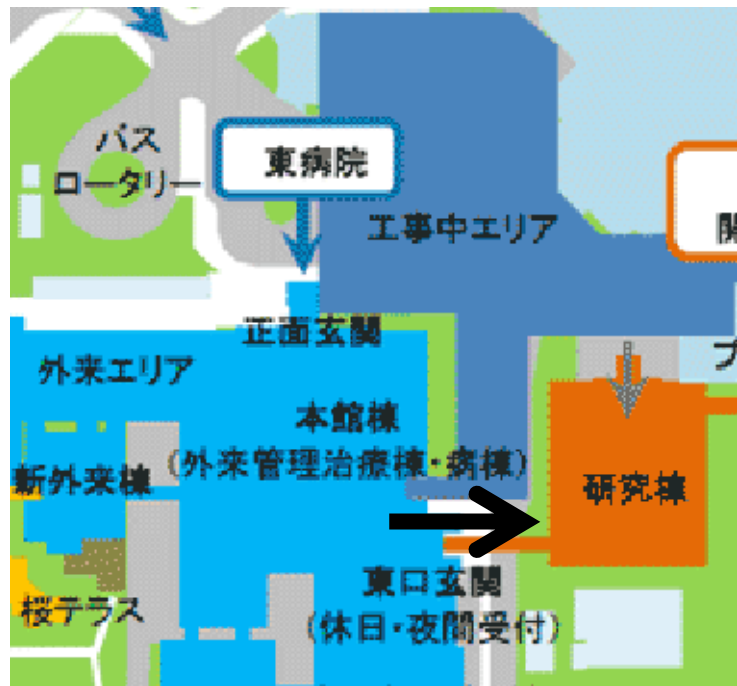 バス
ロータリー
東病院
工事中エリア
開
正面玄関
外来エリア
プ
本館棟
(外来管理治療棟・病棟)
新外来棟
研究棟
東口玄関
(休日・夜間受付)
桜テラス